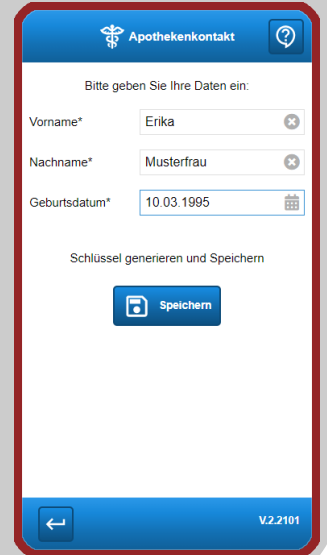 Apothekenkontakt
Bitte geben Sie Ihre Daten ein:
Vorname* Erika
Nachname* Musterfrau
Geburtsdatum* 10.03.1995
Schlüssel generieren und Speichern
Speichern
V.2.2101